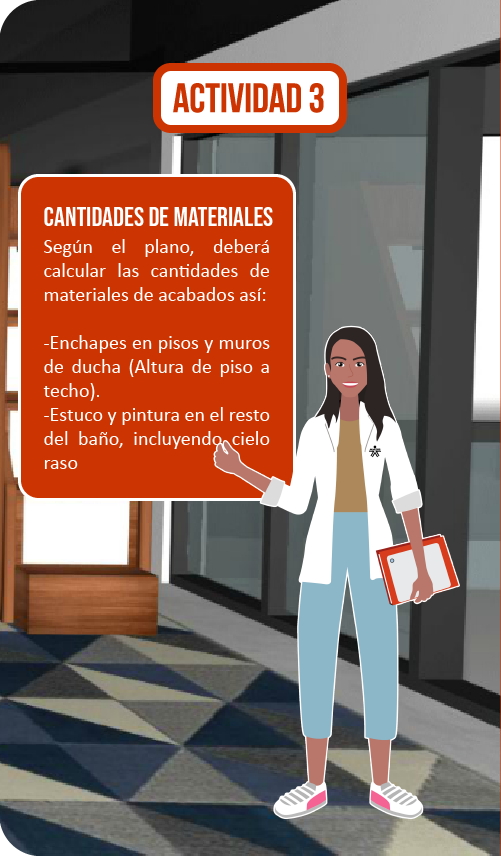 ACTIVIDAD 3
CANTIDADES DE MATERIALES
Según el plano, deberá
calcular las cantidades de
materiales de acabados así:
-Enchapes en pisos y muros
de ducha (Altura de piso a
techo).
-Estuco y pintura en el resto
del baño, incluyendo cielo
raso